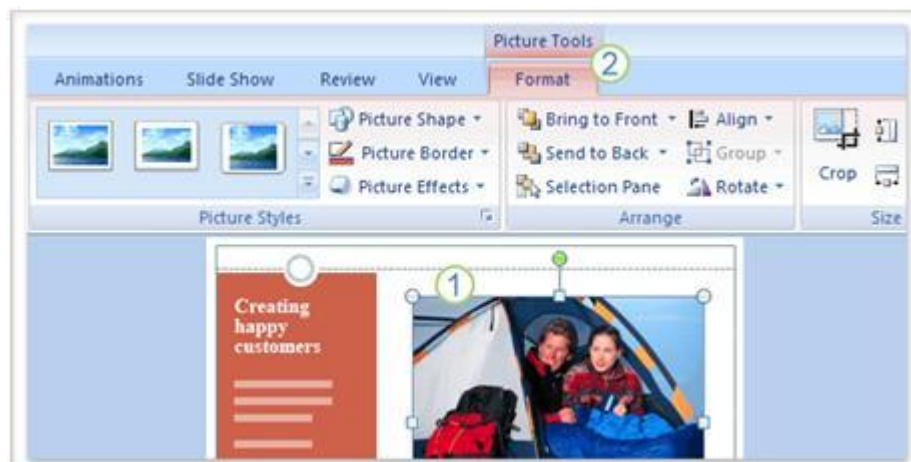 Picture Tools
Animations Slide Show Review View Format 2
Picture Shape Bring to Front Align
Picture Border Send to Back Group
Picture Effects Selection Pane Rotate Crop
Picture Styles Arrange Size
1
Creating
happy
customers